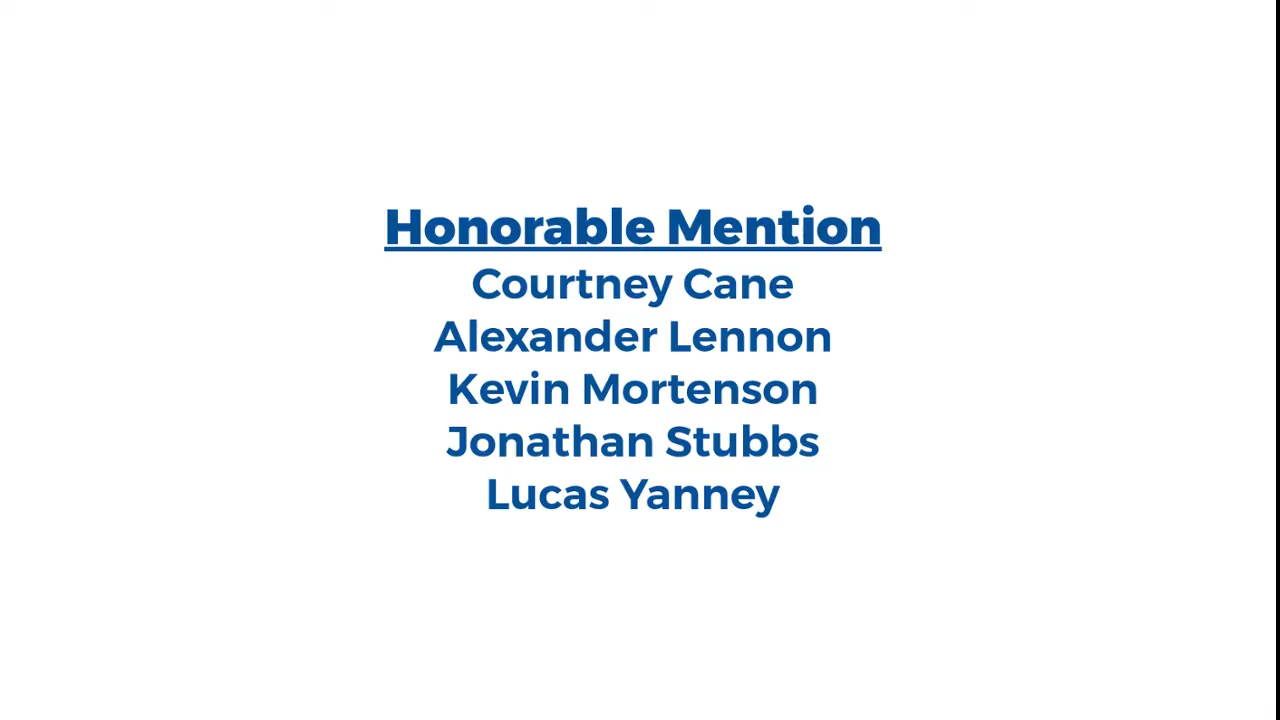 Honorable Mention
Courtney Cane
Alexander Lennon
Kevin Mortenson
Jonathan Stubbs
Lucas Yanney